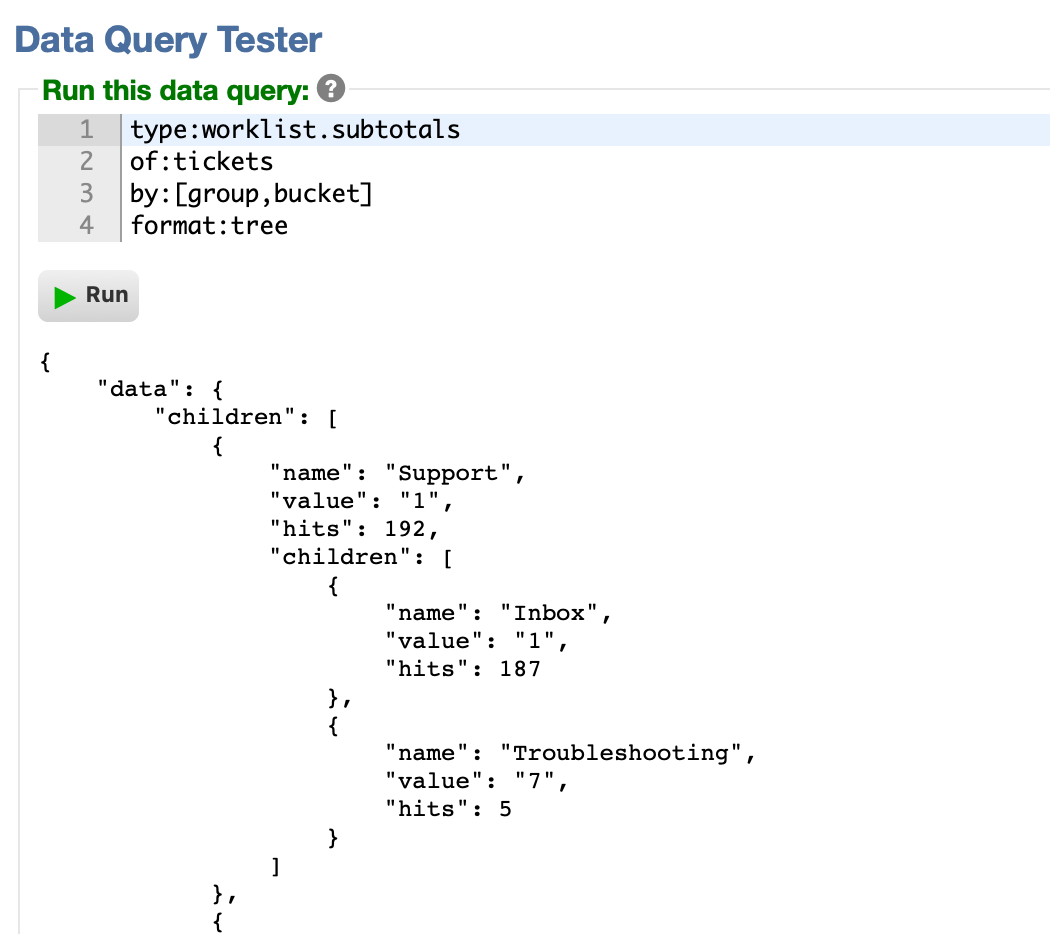 Data Query Tester
Run this data query: ?
1 type:worklist.subtotals
2 of:tickets
3 by:[group,bucket]
4 format:tree
Run
{
    "data": {
        "children": [
            {
                "name": "Support",
                "value": "1",
                "hits": 192,
                "children": [
                    {
                        "name": "Inbox",
                        "value": "1",
                        "hits": 187
                    },
                    {
                        "name": "Troubleshooting",
                        "value": "7",
                        "hits": 5
                    }
                ]
            },
            {